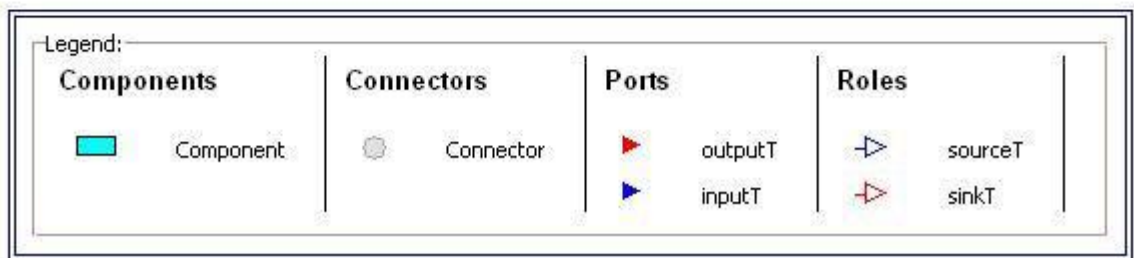 Legend:
Components Connectors Ports Roles
Component Connector outputT sourceT
inputT sinkT